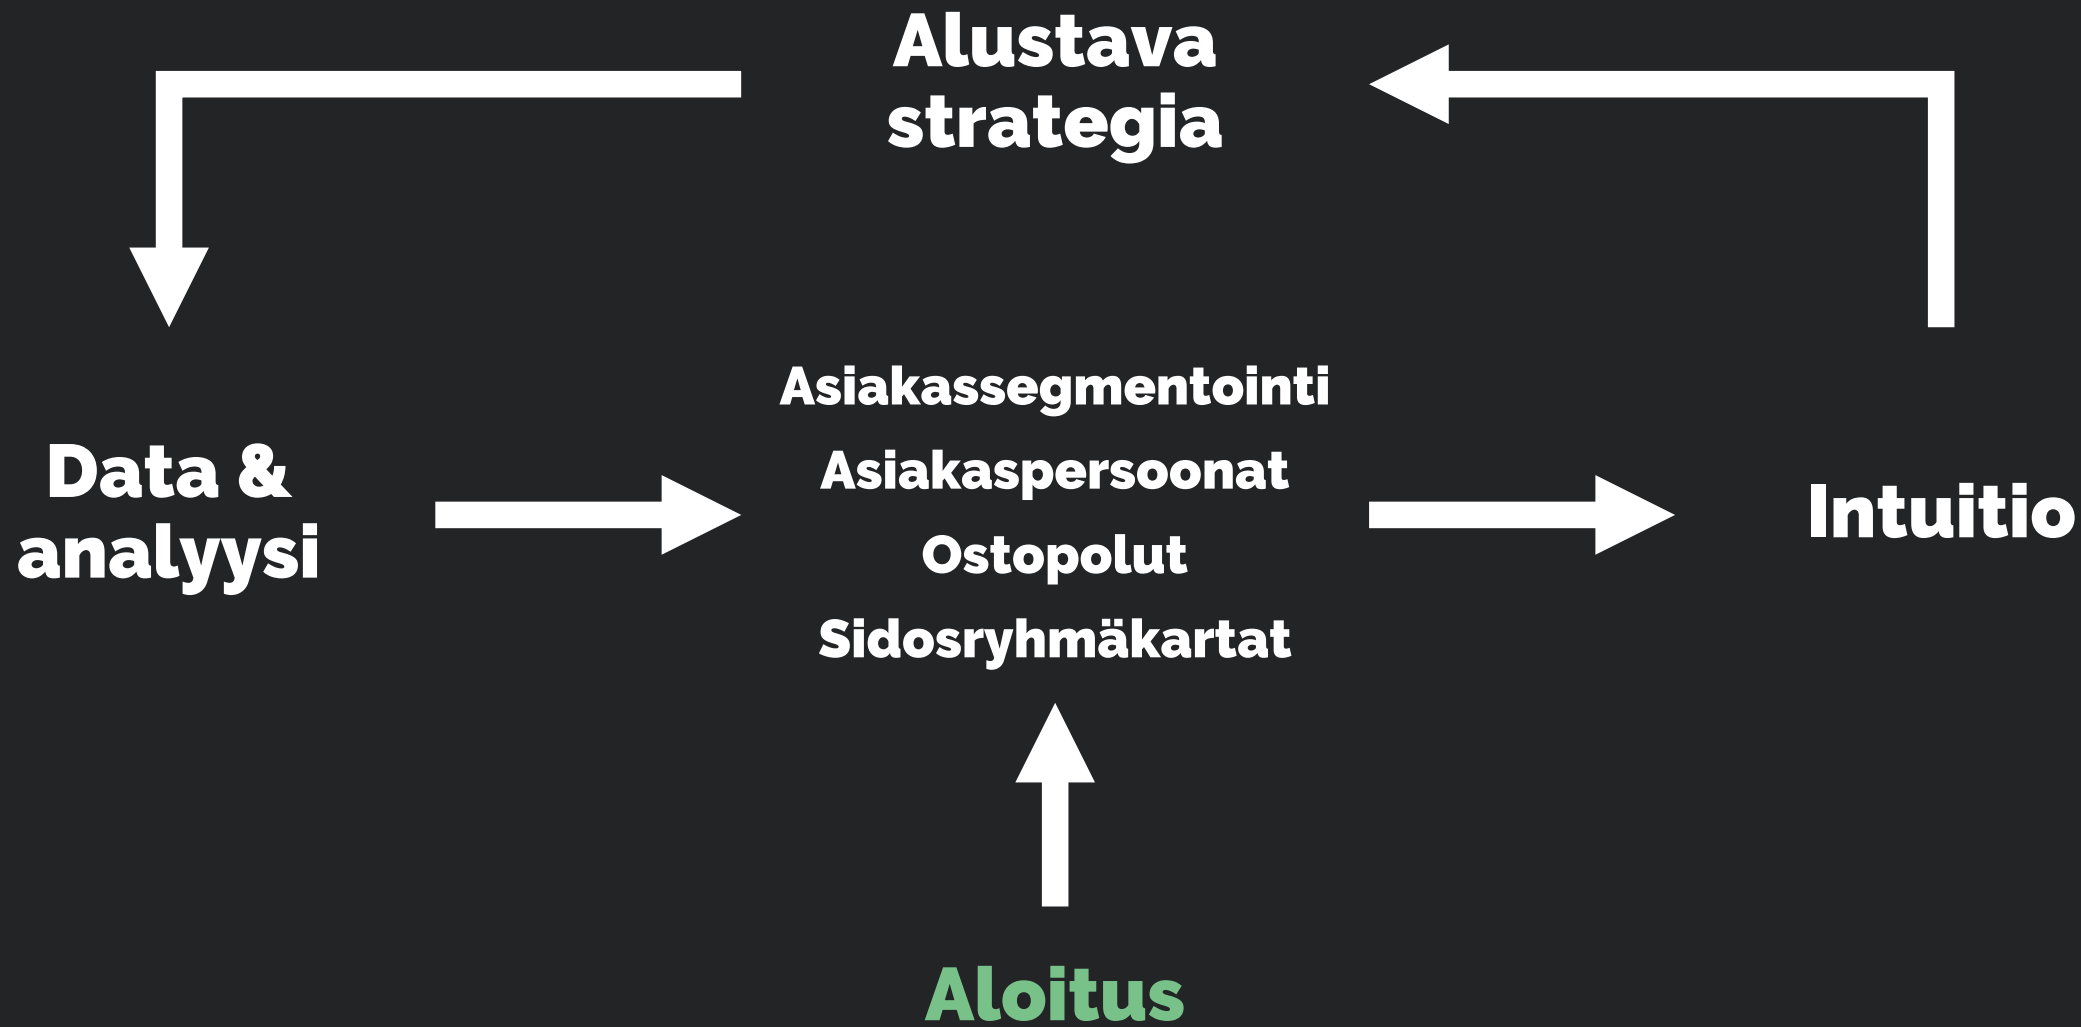 Alustava
strategia
Asiakassegmentointi
Data &
analyysi
Asiakaspersoonat
Ostopolut
Sidosryhmäkartat
Intuitio
Aloitus